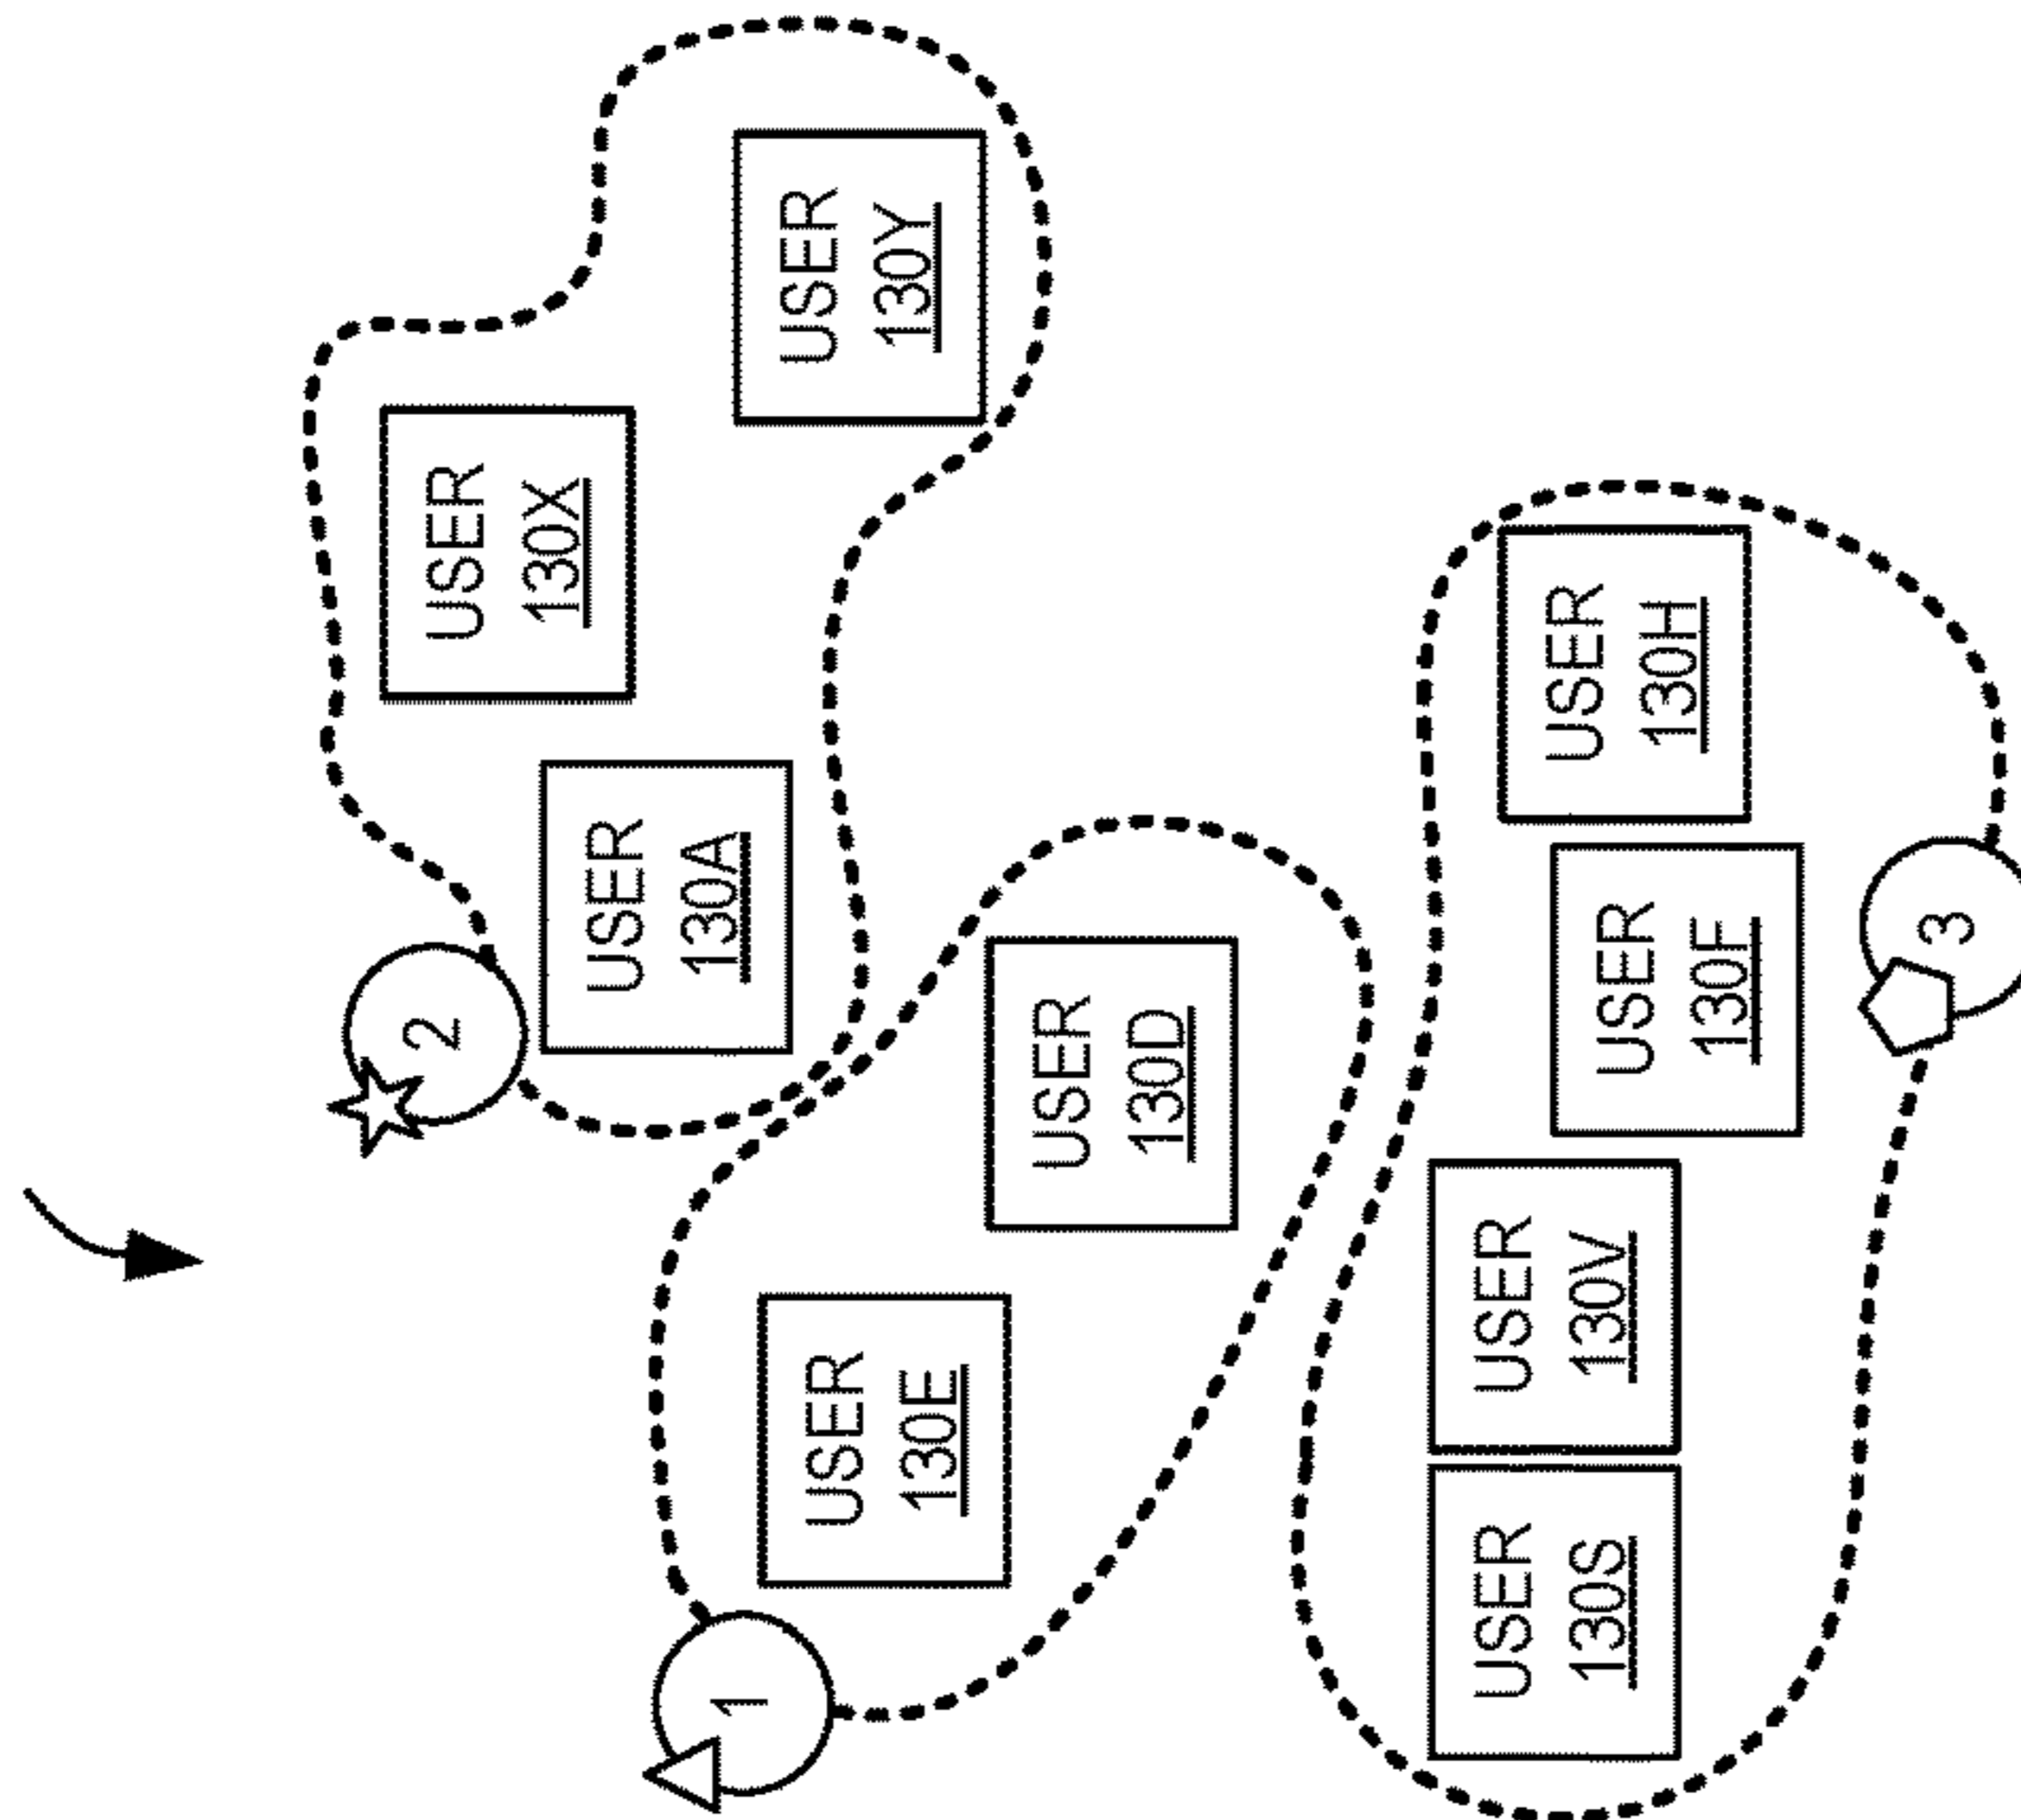 2
USER
130X
USER
130A
1
USER
130E
USER
130Y
USER
130D
USER
130S
USER
130V
USER
130F
USER
130H
3